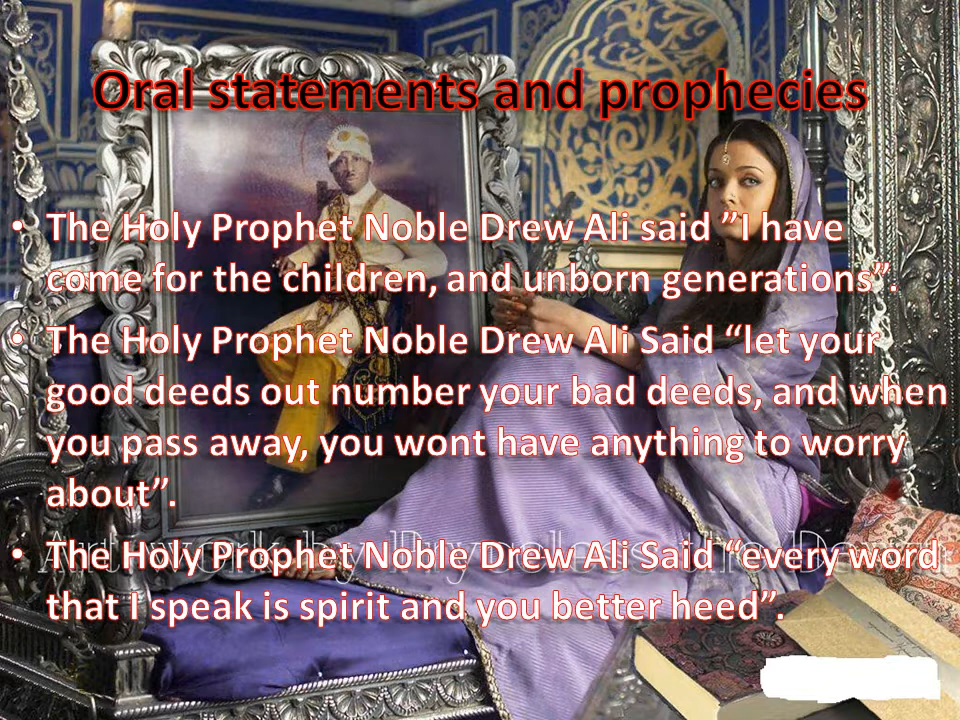 Oral statements and prophecies
• The Holy Prophet Noble Drew Ali said ”I have
come for the children, and unborn generations”.
• The Holy Prophet Noble Drew Ali Said “let your
good deeds out number your bad deeds, and when
you pass away, you wont have anything to worry
about”.
• The Holy Prophet Noble Drew Ali Said “every word
that I speak is spirit and you better heed”.
Art work by